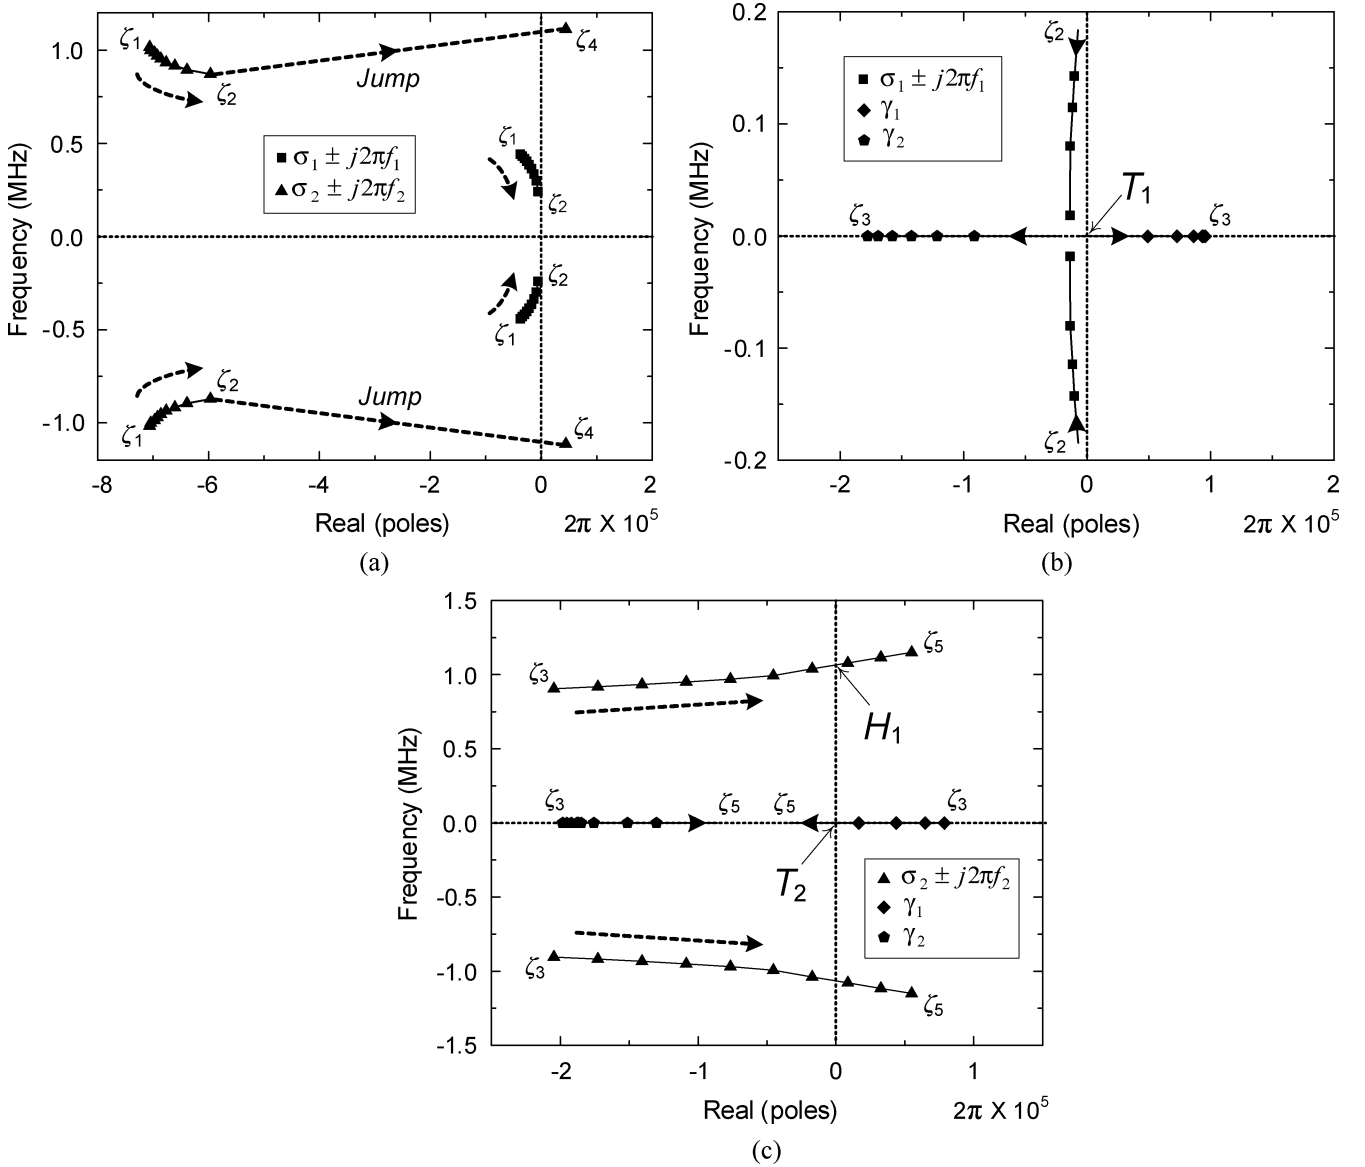 ζ1
ζ4
1.0
ζ2
Jump
ζ1
σ1 ± j2πf1
σ2 ± j2πf2
0.5
ζ2
0.0
ζ2
ζ1
-0.5
ζ2
Jump
-1.0
ζ1
ζ4
-8 -6 -4 -2 0 2
Frequency (MHz)
Real (poles) 2π X 10^5
(a)
0.2
ζ2
σ1 ± j2πf1
γ1
γ2
0.1
T1
ζ3 ζ3
0.0
-0.1
ζ2
-0.2
-2 -1 0 1 2
Frequency (MHz)
Real (poles) 2π X 10^5
(b)
1.5
ζ5
ζ3
1.0
H1
0.5
ζ3 ζ5 ζ5 ζ3
0.0
T2
σ2 ± j2πf2
γ1
γ2
-0.5
ζ3
-1.0
ζ5
-1.5
-2 -1 0 1
Frequency (MHz)
Real (poles) 2π X 10^5
(c)